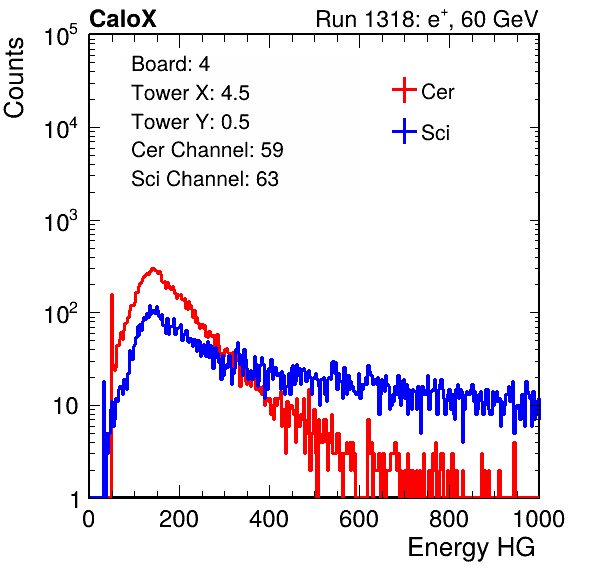 CaloX Run 1318: e⁺, 60 GeV
Counts
10⁵
10⁴
10³
10²
10
1
Board: 4
Tower X: 4.5
Tower Y: 0.5
Cer Channel: 59
Sci Channel: 63
Cer
Sci
0 200 400 600 800 1000
Energy HG